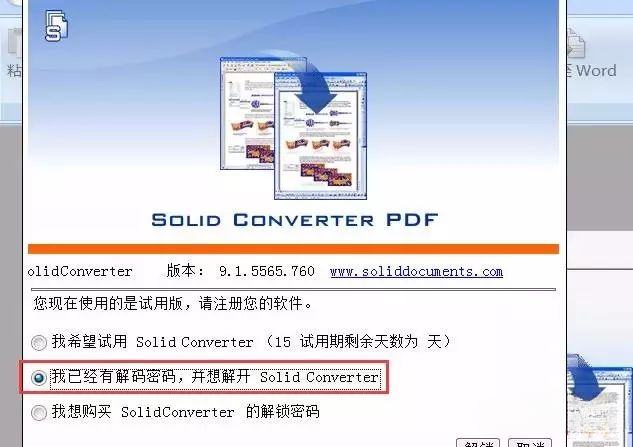 S
粘
至 Word
SOLID CONVERTER PDF
olidConverter 版本： 9.1.5565.760 www.soliddocuments.com
您现在使用的是试用版，请注册您的软件。
我希望试用 Solid Converter （15 试用期剩余天数为 天）
我已经有解码密码，并想解开 Solid Converter
我想购买 SolidConverter 的解锁密码
解锁 取消